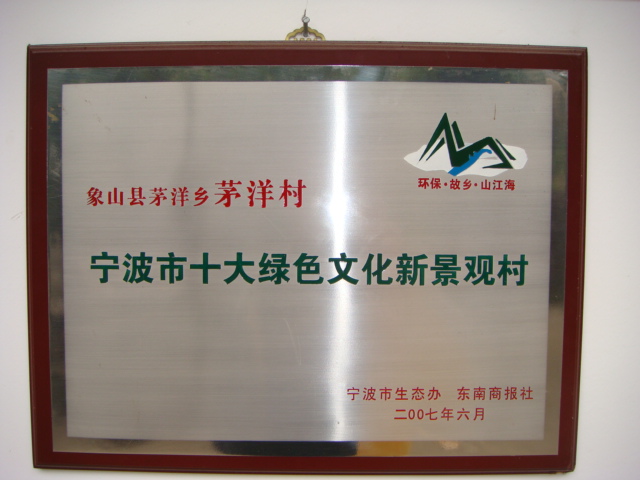 环保·故乡·山江海
象山县茅洋乡茅洋村
宁波市十大绿色文化新景观村
宁波市生态办 东南商报社
二00七年六月